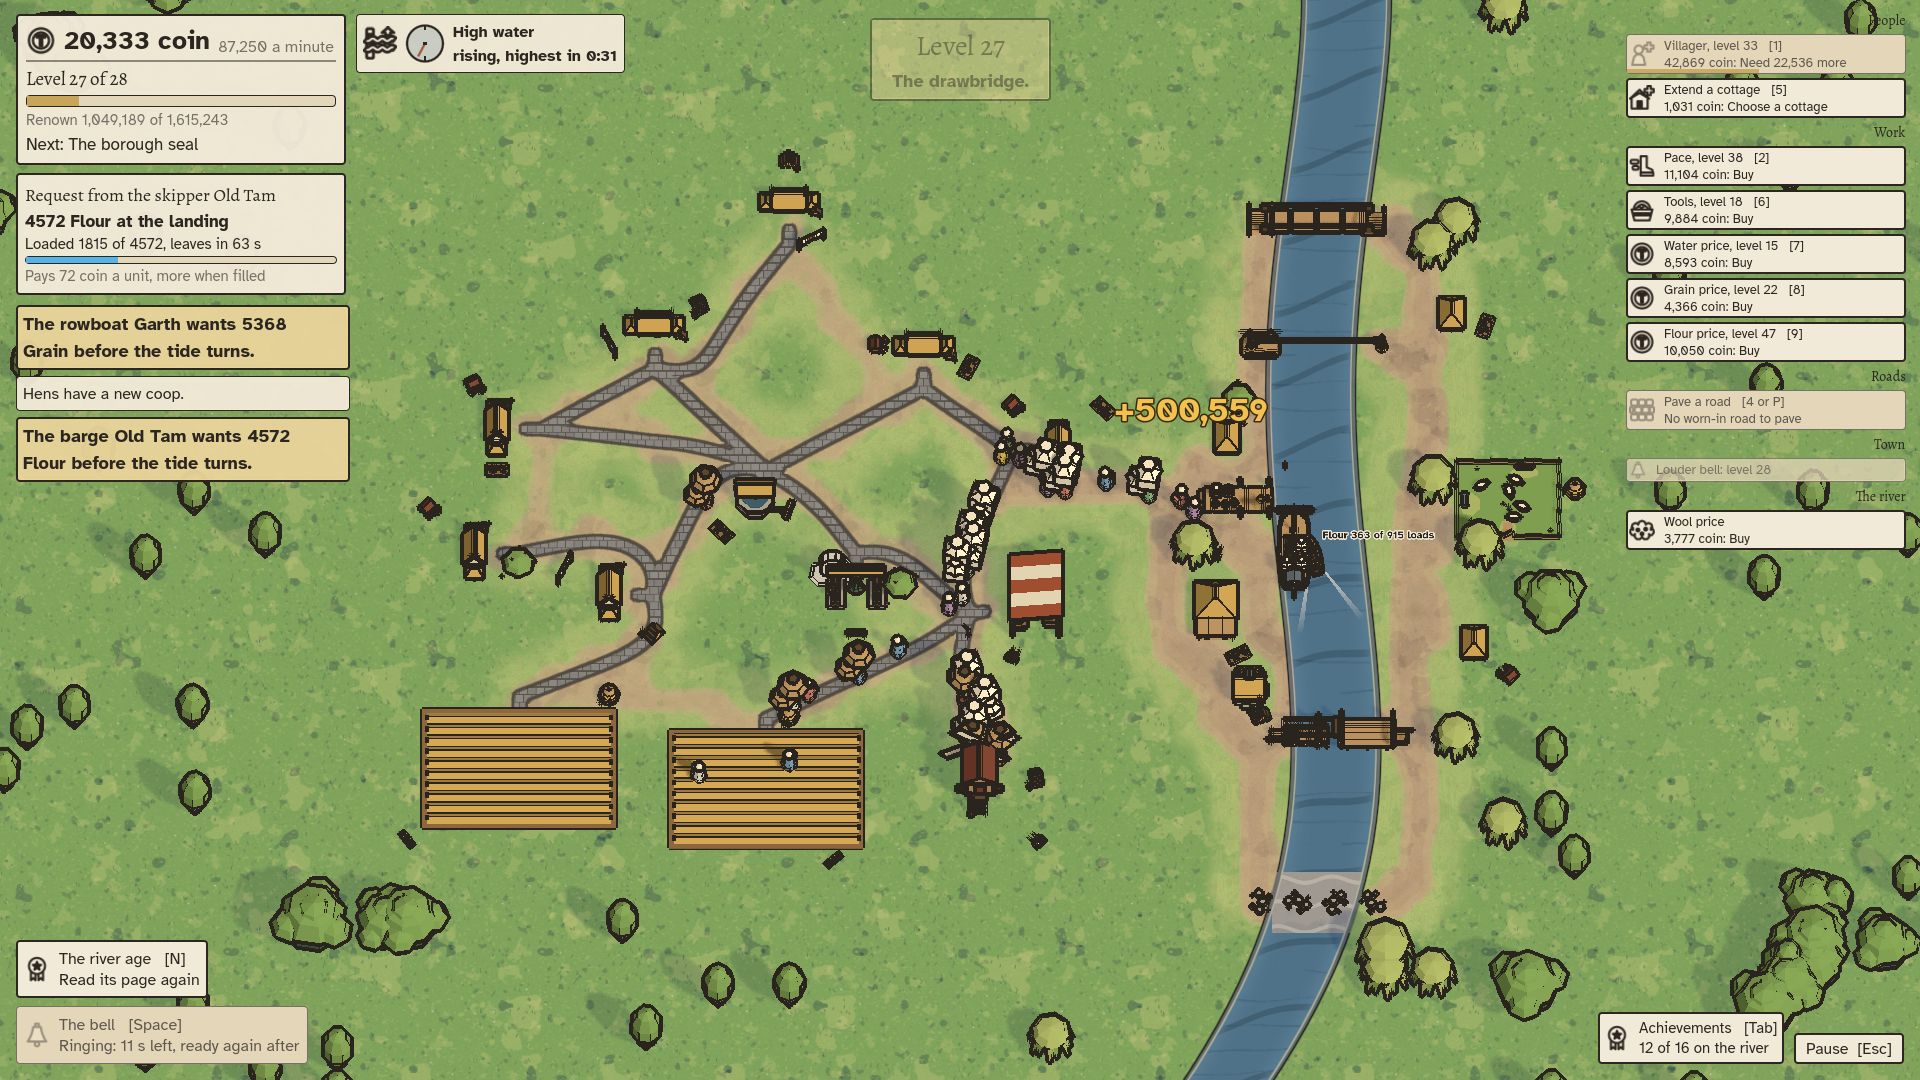 20,333 coin 87,250 a minute
Level 27 of 28
Renown 1,049,189 of 1,615,243
Next: The borough seal
Request from the skipper Old Tam
4572 Flour at the landing
Loaded 1815 of 4572, leaves in 63 s
Pays 72 coin a unit, more when filled
The rowboat Garth wants 5368
Grain before the tide turns.
Hens have a new coop.
The barge Old Tam wants 4572
Flour before the tide turns.
High water
rising, highest in 0:31
Level 27
The drawbridge.
+500,559
Flour 363 of 915 loads
People
Villager, level 33 [1]
42,869 coin: Need 22,536 more
Extend a cottage [5]
1,031 coin: Choose a cottage
Work
Pace, level 38 [2]
11,104 coin: Buy
Tools, level 18 [6]
9,884 coin: Buy
Water price, level 15 [7]
8,593 coin: Buy
Grain price, level 22 [8]
4,366 coin: Buy
Flour price, level 47 [9]
10,050 coin: Buy
Roads
Pave a road [4 or P]
No worn-in road to pave
Town
Louder bell: level 28
The river
Wool price
3,777 coin: Buy
The river age [N]
Read its page again
The bell [Space]
Ringing: 11 s left, ready again after
Achievements [Tab]
12 of 16 on the river
Pause [Esc]